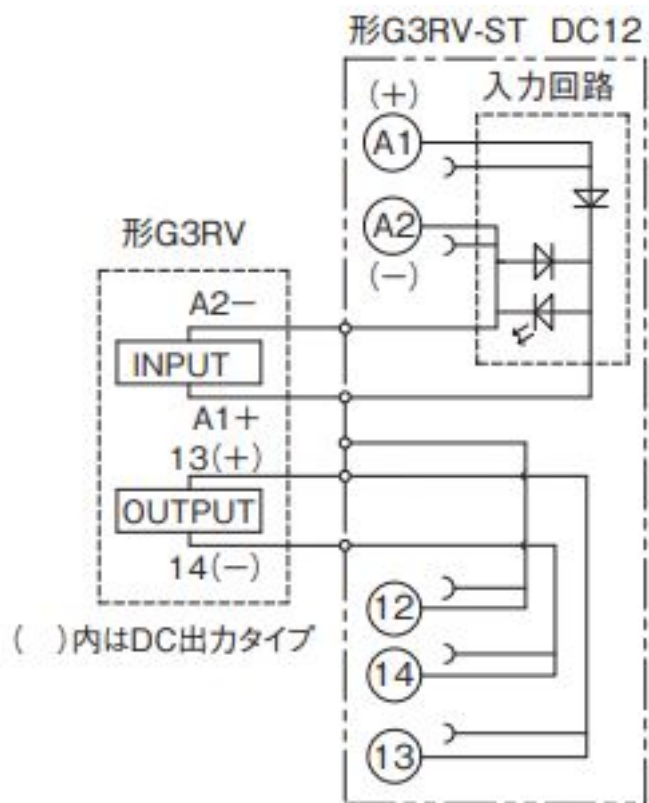 形G3RV-ST DC12
(+)
入力回路
A1
A2
(−)
形G3RV
A2−
INPUT
A1+
13(+)
OUTPUT
14(−)
12
14
13
( )内はDC出力タイプ